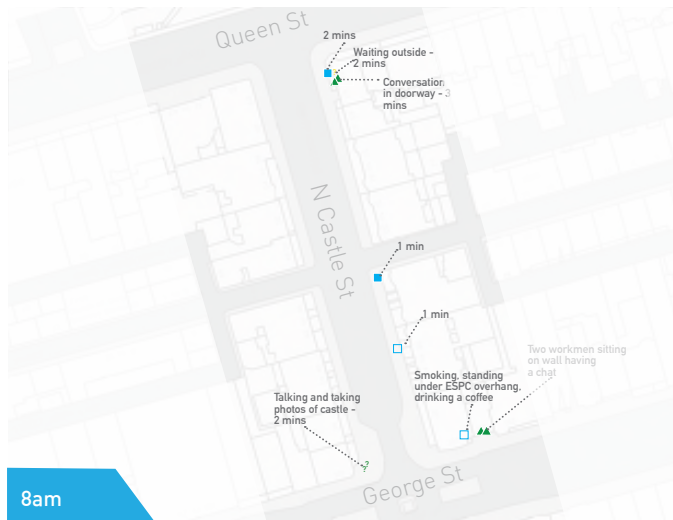 Queen St
2 mins
Waiting outside -
2 mins
Conversation
in doorway - 3
mins
N Castle St
1 min
1 min
Two workmen sitting
on wall having
a chat
Smoking, standing
under ESPC overhang,
drinking a coffee
Talking and taking
photos of castle -
2 mins
?
George St
8am